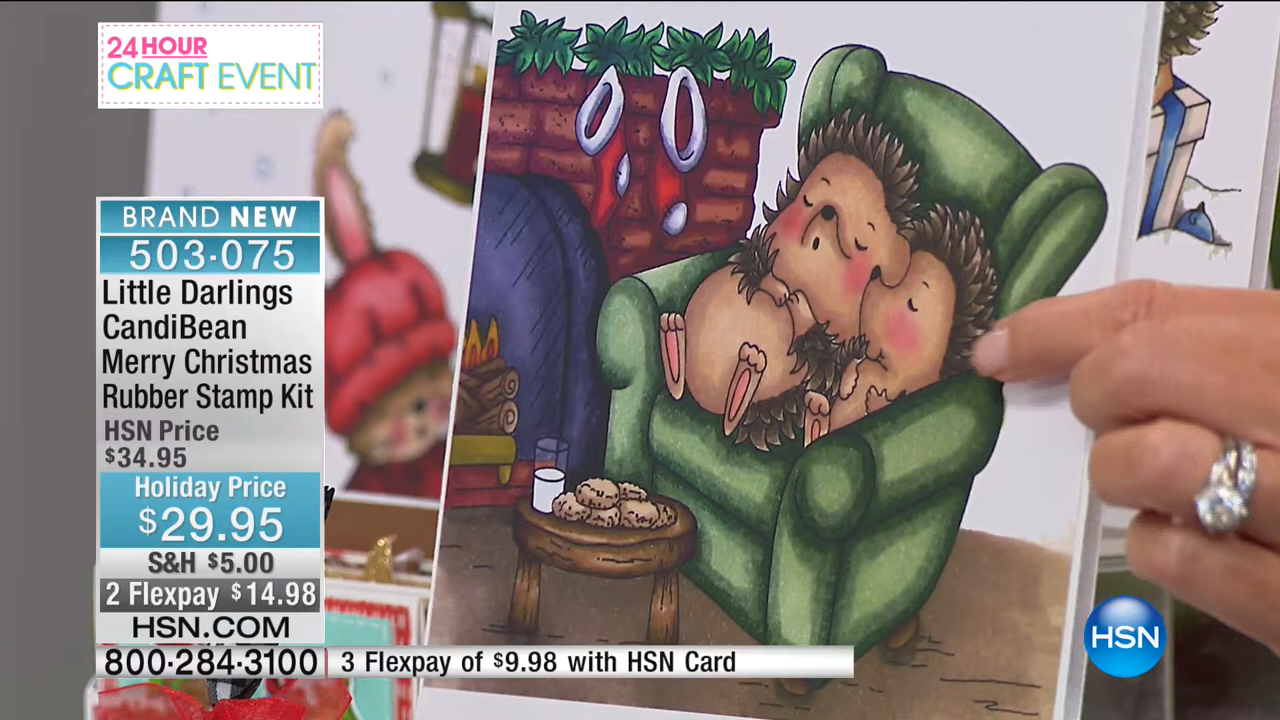 24 HOUR
CRAFT EVENT
BRAND NEW
503·075
Little Darlings
CandiBean
Merry Christmas
Rubber Stamp Kit
HSN Price
$34.95
Holiday Price
$29.95
S&H $5.00
2 Flexpay $14.98
HSN.COM
800·284·3100
3 Flexpay of $9.98 with HSN Card
HSN